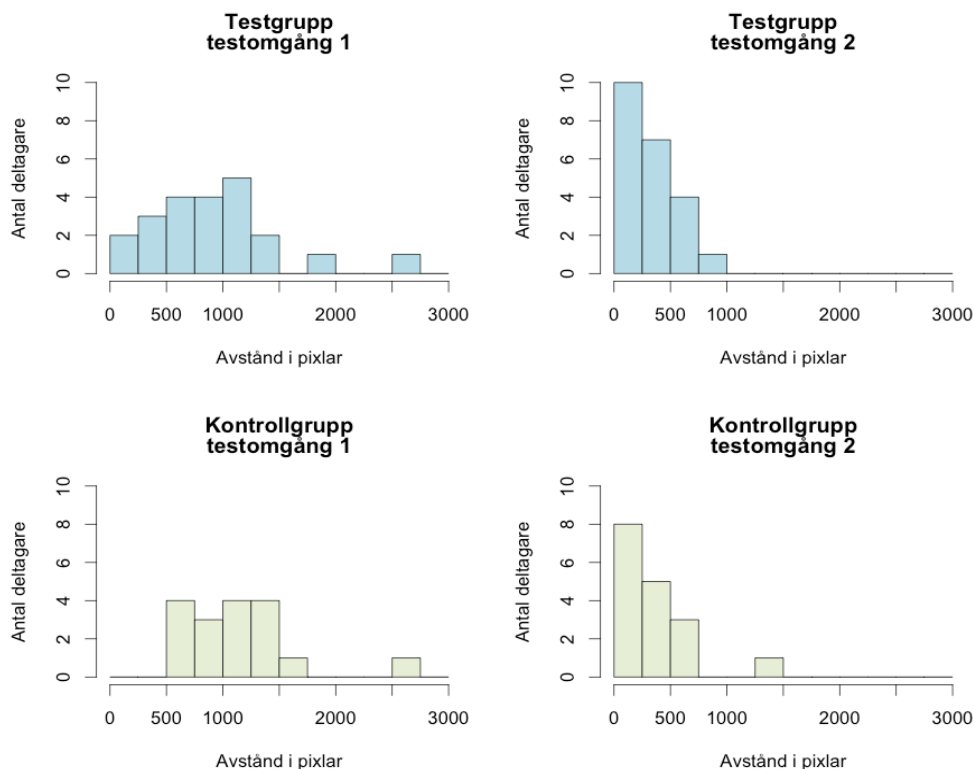 Testgrupp
testomgång 1
Antal deltagare
10
8
6
4
2
0
0 500 1000 2000 3000
Avstånd i pixlar
Testgrupp
testomgång 2
Antal deltagare
10
8
6
4
2
0
0 500 1000 2000 3000
Avstånd i pixlar
Kontrollgrupp
testomgång 1
Antal deltagare
10
8
6
4
2
0
0 500 1000 2000 3000
Avstånd i pixlar
Kontrollgrupp
testomgång 2
Antal deltagare
10
8
6
4
2
0
0 500 1000 2000 3000
Avstånd i pixlar